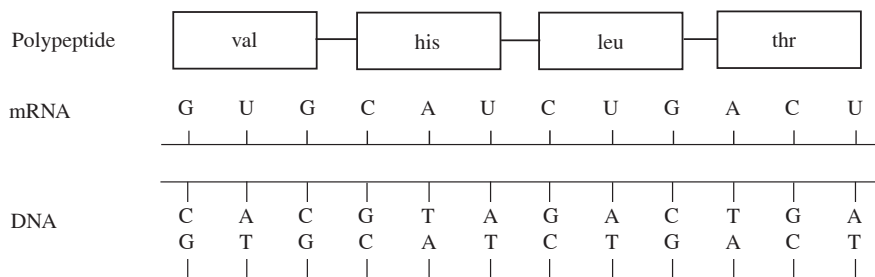 Polypeptide val his leu thr
mRNA G U G C A U C U G A C U
C A C G T A G A C T G A
DNA
G T G C A T C T G A C T